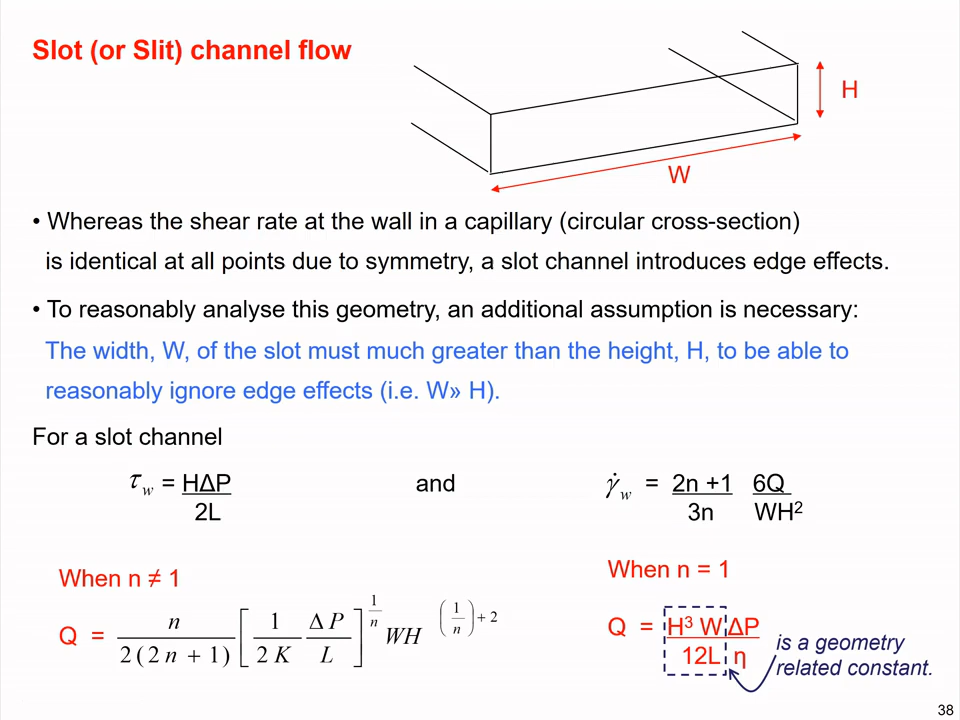 Slot (or Slit) channel flow
H
W
• Whereas the shear rate at the wall in a capillary (circular cross-section)
is identical at all points due to symmetry, a slot channel introduces edge effects.
• To reasonably analyse this geometry, an additional assumption is necessary:
The width, W, of the slot must much greater than the height, H, to be able to
reasonably ignore edge effects (i.e. W» H).
For a slot channel
τw = HΔP / 2L and γ̇w = 2n +1 / 3n 6Q / WH²
When n ≠ 1
When n = 1
Q = n / 2(2n + 1) [ 1 / 2K ΔP / L ]^(1/n) WH^((1/n) + 2)
Q = H³ W / 12L ΔP / η
is a geometry
related constant.
38